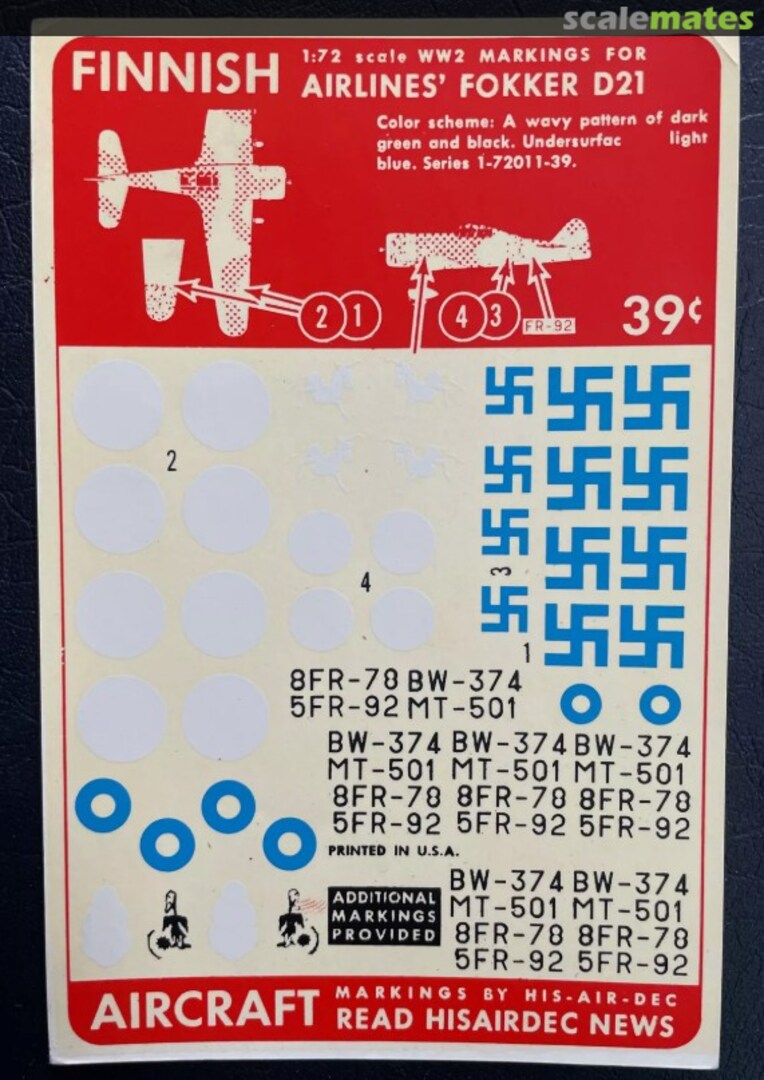 scalemates
FINNISH
1:72 scale WW2 MARKINGS FOR
AIRLINES' FOKKER D21
Color scheme: A wavy pattern of dark
green and black. Undersurfac light
blue. Series 1-72011-39.
2 1
4 3
FR-92
39¢
2
4
3
1
8FR-78 BW-374
5FR-92 MT-501
BW-374 BW-374 BW-374
MT-501 MT-501 MT-501
8FR-78 8FR-78 8FR-78
5FR-92 5FR-92 5FR-92
PRINTED IN U.S.A.
ADDITIONAL
MARKINGS
PROVIDED
BW-374 BW-374
MT-501 MT-501
8FR-78 8FR-78
5FR-92 5FR-92
AIRCRAFT
MARKINGS BY HIS-AIR-DEC
READ HISAIRDEC NEWS